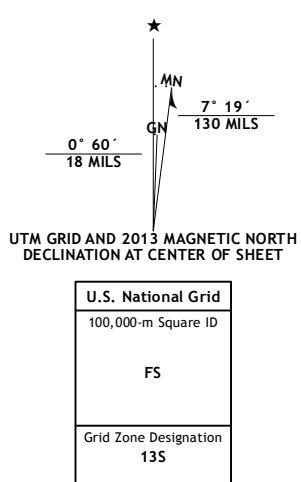 ★
MN
GN
7° 19´
130 MILS
0° 60´
18 MILS
UTM GRID AND 2013 MAGNETIC NORTH
DECLINATION AT CENTER OF SHEET
U.S. National Grid
100,000-m Square ID
FS
Grid Zone Designation
13S